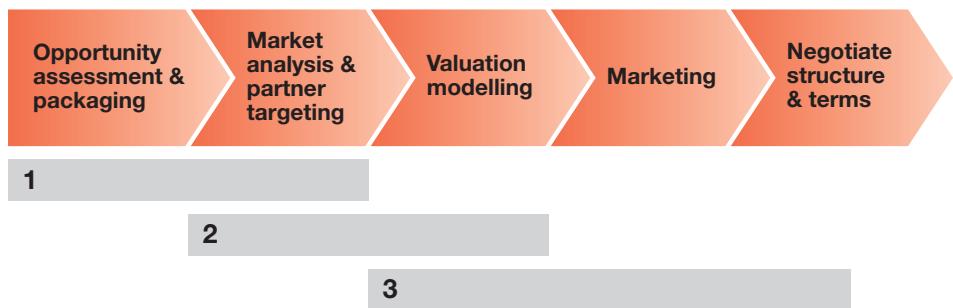 Opportunity
assessment &
packaging
Market
analysis &
partner
targeting
Valuation
modelling
Marketing
Negotiate
structure
& terms
1
2
3